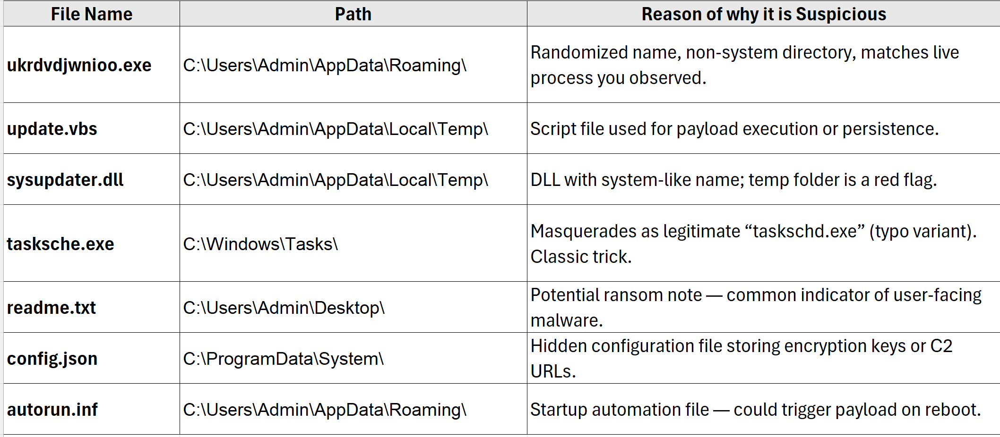 File Name Path Reason of why it is Suspicious
ukrdvdjwnioo.exe C:\Users\Admin\AppData\Roaming\ Randomized name, non-system directory, matches live
process you observed.
update.vbs C:\Users\Admin\AppData\Local\Temp\ Script file used for payload execution or persistence.
sysupdater.dll C:\Users\Admin\AppData\Local\Temp\ DLL with system-like name; temp folder is a red flag.
tasksche.exe C:\Windows\Tasks\ Masquerades as legitimate “taskschd.exe” (typo variant).
Classic trick.
readme.txt C:\Users\Admin\Desktop\ Potential ransom note — common indicator of user-facing
malware.
config.json C:\ProgramData\System\ Hidden configuration file storing encryption keys or C2
URLs.
autorun.inf C:\Users\Admin\AppData\Roaming\ Startup automation file — could trigger payload on reboot.